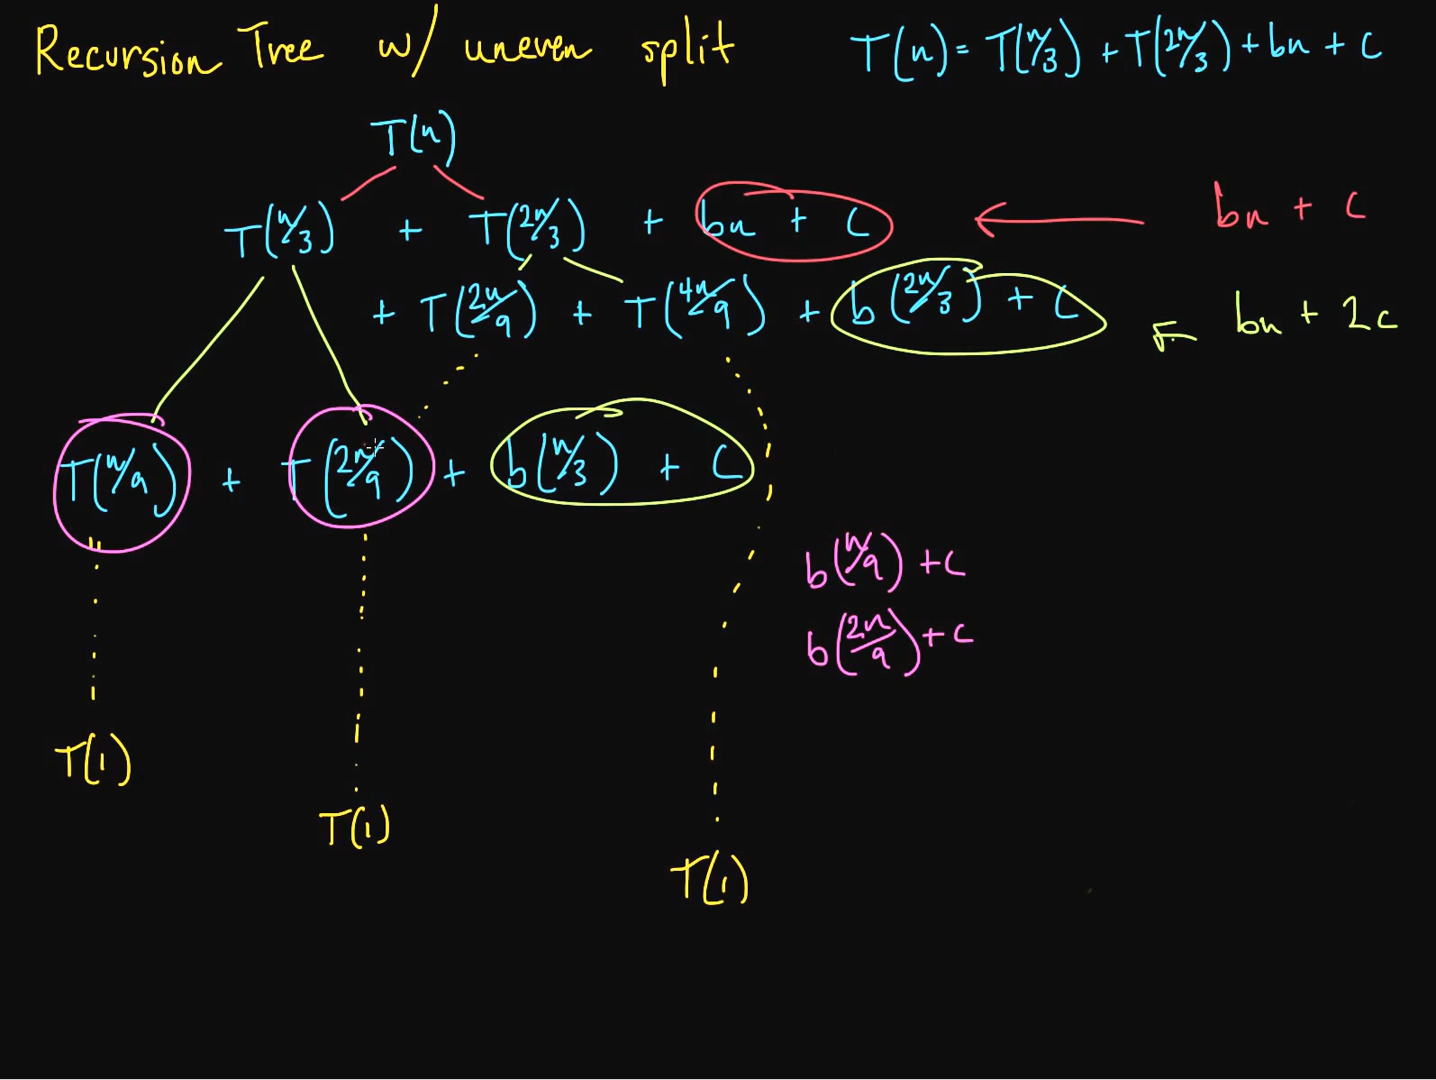 Recursion Tree w/ uneven split T(n) = T(n/3) + T(2n/3) + bn + c
T(n)
T(n/3) + T(2n/3) + bn + c ← bn + c
+ T(2n/9) + T(4n/9) + b(2n/3) + c ← bn + 2c
T(n/9) + T(2n/9) + b(n/3) + c
b(n/9) + c
b(2n/9) + c
T(1)
T(1)
T(1)